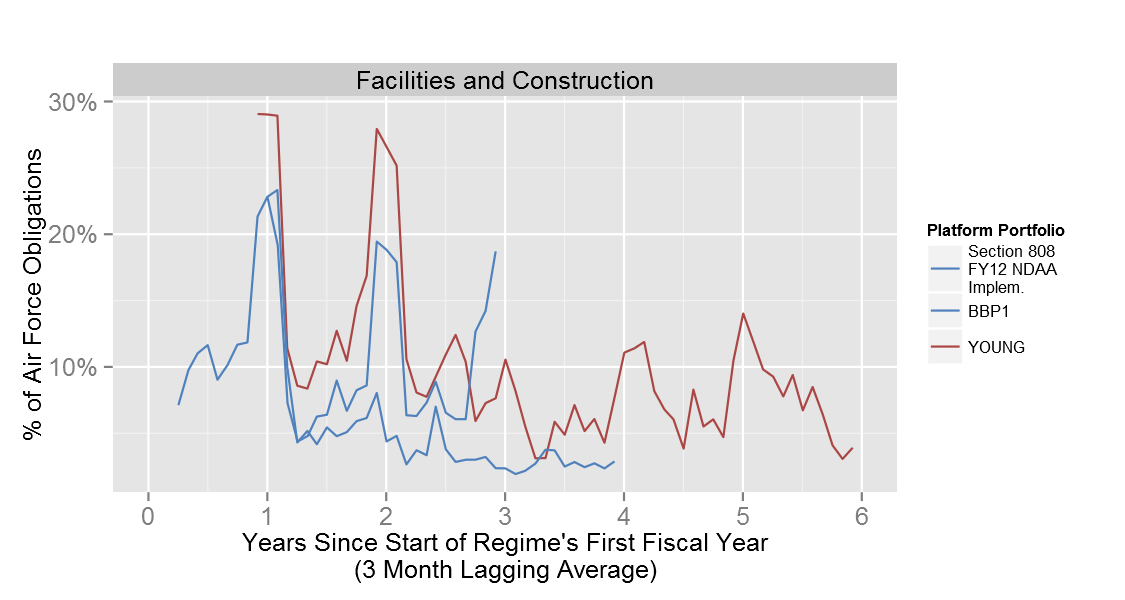 Facilities and Construction
30%
20%
10%
% of Air Force Obligations
0 1 2 3 4 5 6
Years Since Start of Regime's First Fiscal Year
(3 Month Lagging Average)
Platform Portfolio
Section 808
FY12 NDAA
Implem.
BBP1
YOUNG